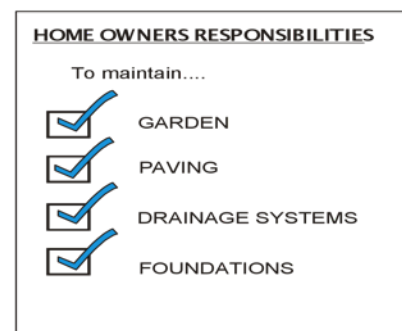 HOME OWNERS RESPONSIBILITIES
To maintain....
GARDEN
PAVING
DRAINAGE SYSTEMS
FOUNDATIONS